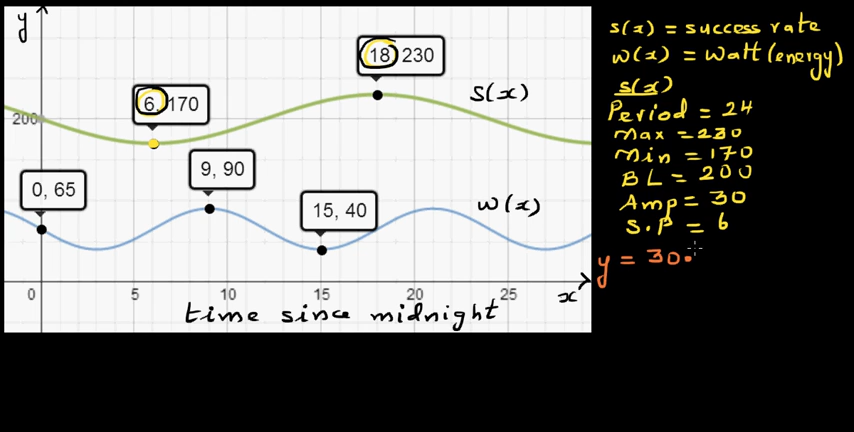 y
18, 230
s(x)
6, 170
200
9, 90
0, 65
w(x)
15, 40
0 5 10 15 20 25 x
time since midnight
s(x) = success rate
w(x) = Watt (energy)
s(x)
Period = 24
Max = 230
Min = 170
BL = 200
Amp = 30
S.P = 6
y = 30.